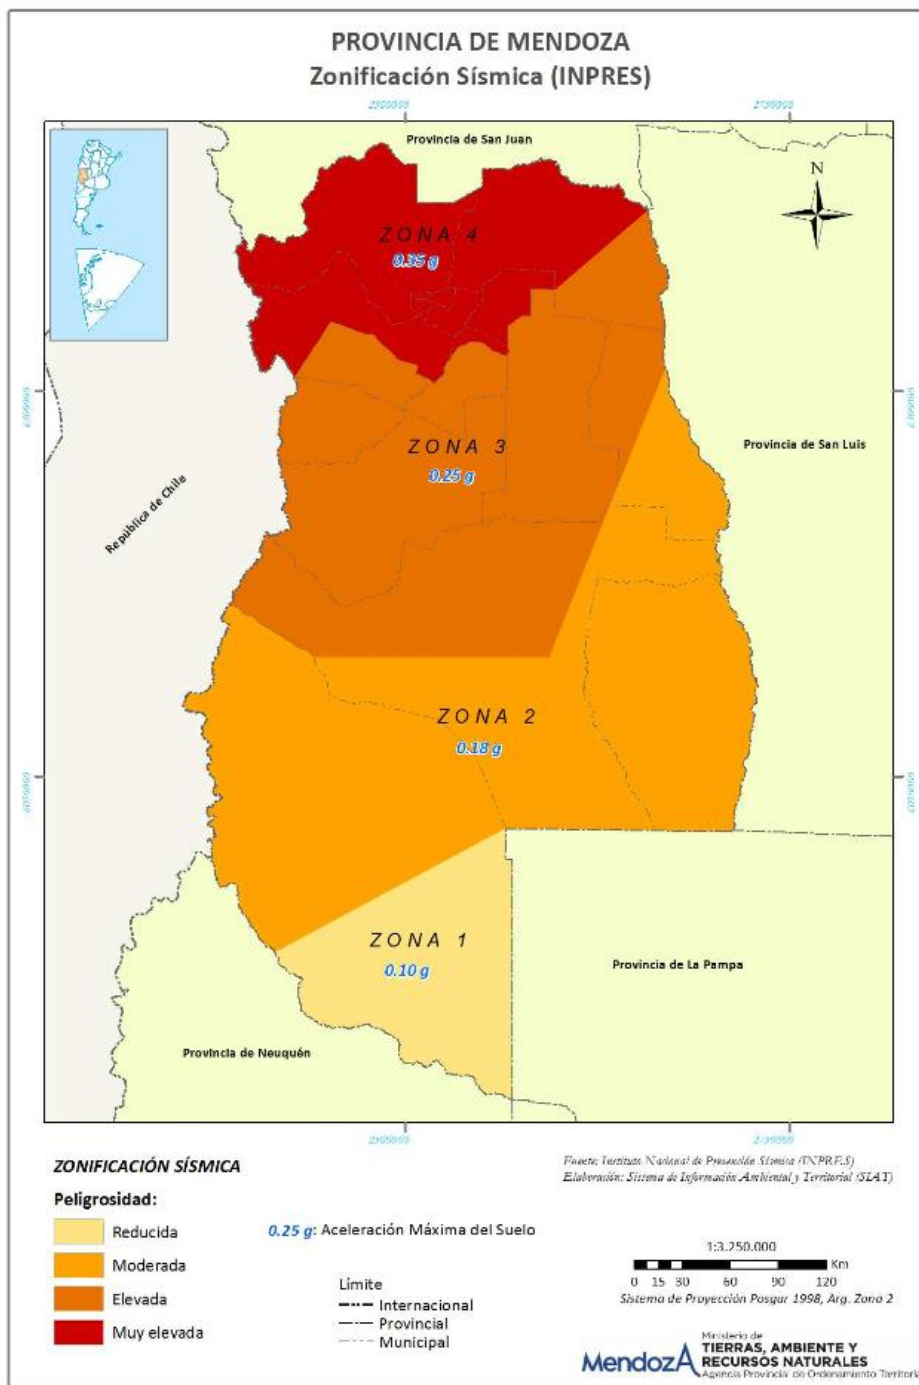 PROVINCIA DE MENDOZA
Zonificación Sísmica (INPRES)
Provincia de San Juan
N
ZONA 4
0.35 g
ZONA 3
0.25 g
Provincia de San Luis
República de Chile
ZONA 2
0.18 g
ZONA 1
0.10 g
Provincia de La Pampa
Provincia de Neuquén
ZONIFICACIÓN SÍSMICA
Peligrosidad:
Reducida
Moderada
Elevada
Muy elevada
0.25 g: Aceleración Máxima del Suelo
Límite
Internacional
Provincial
Municipal
Fuente: Instituto Nacional de Prevención Sísmica (INPRES)
Elaboración: Sistema de Información Ambiental y Territorial (SIAT)
1:3.250.000
Km
0 15 30 60 90 120
Sistema de Proyección Posgar 1998, Arg. Zona 2
MendozA
Ministerio de
TIERRAS, AMBIENTE Y
RECURSOS NATURALES
Agencia Provincial de Ordenamiento Territoria